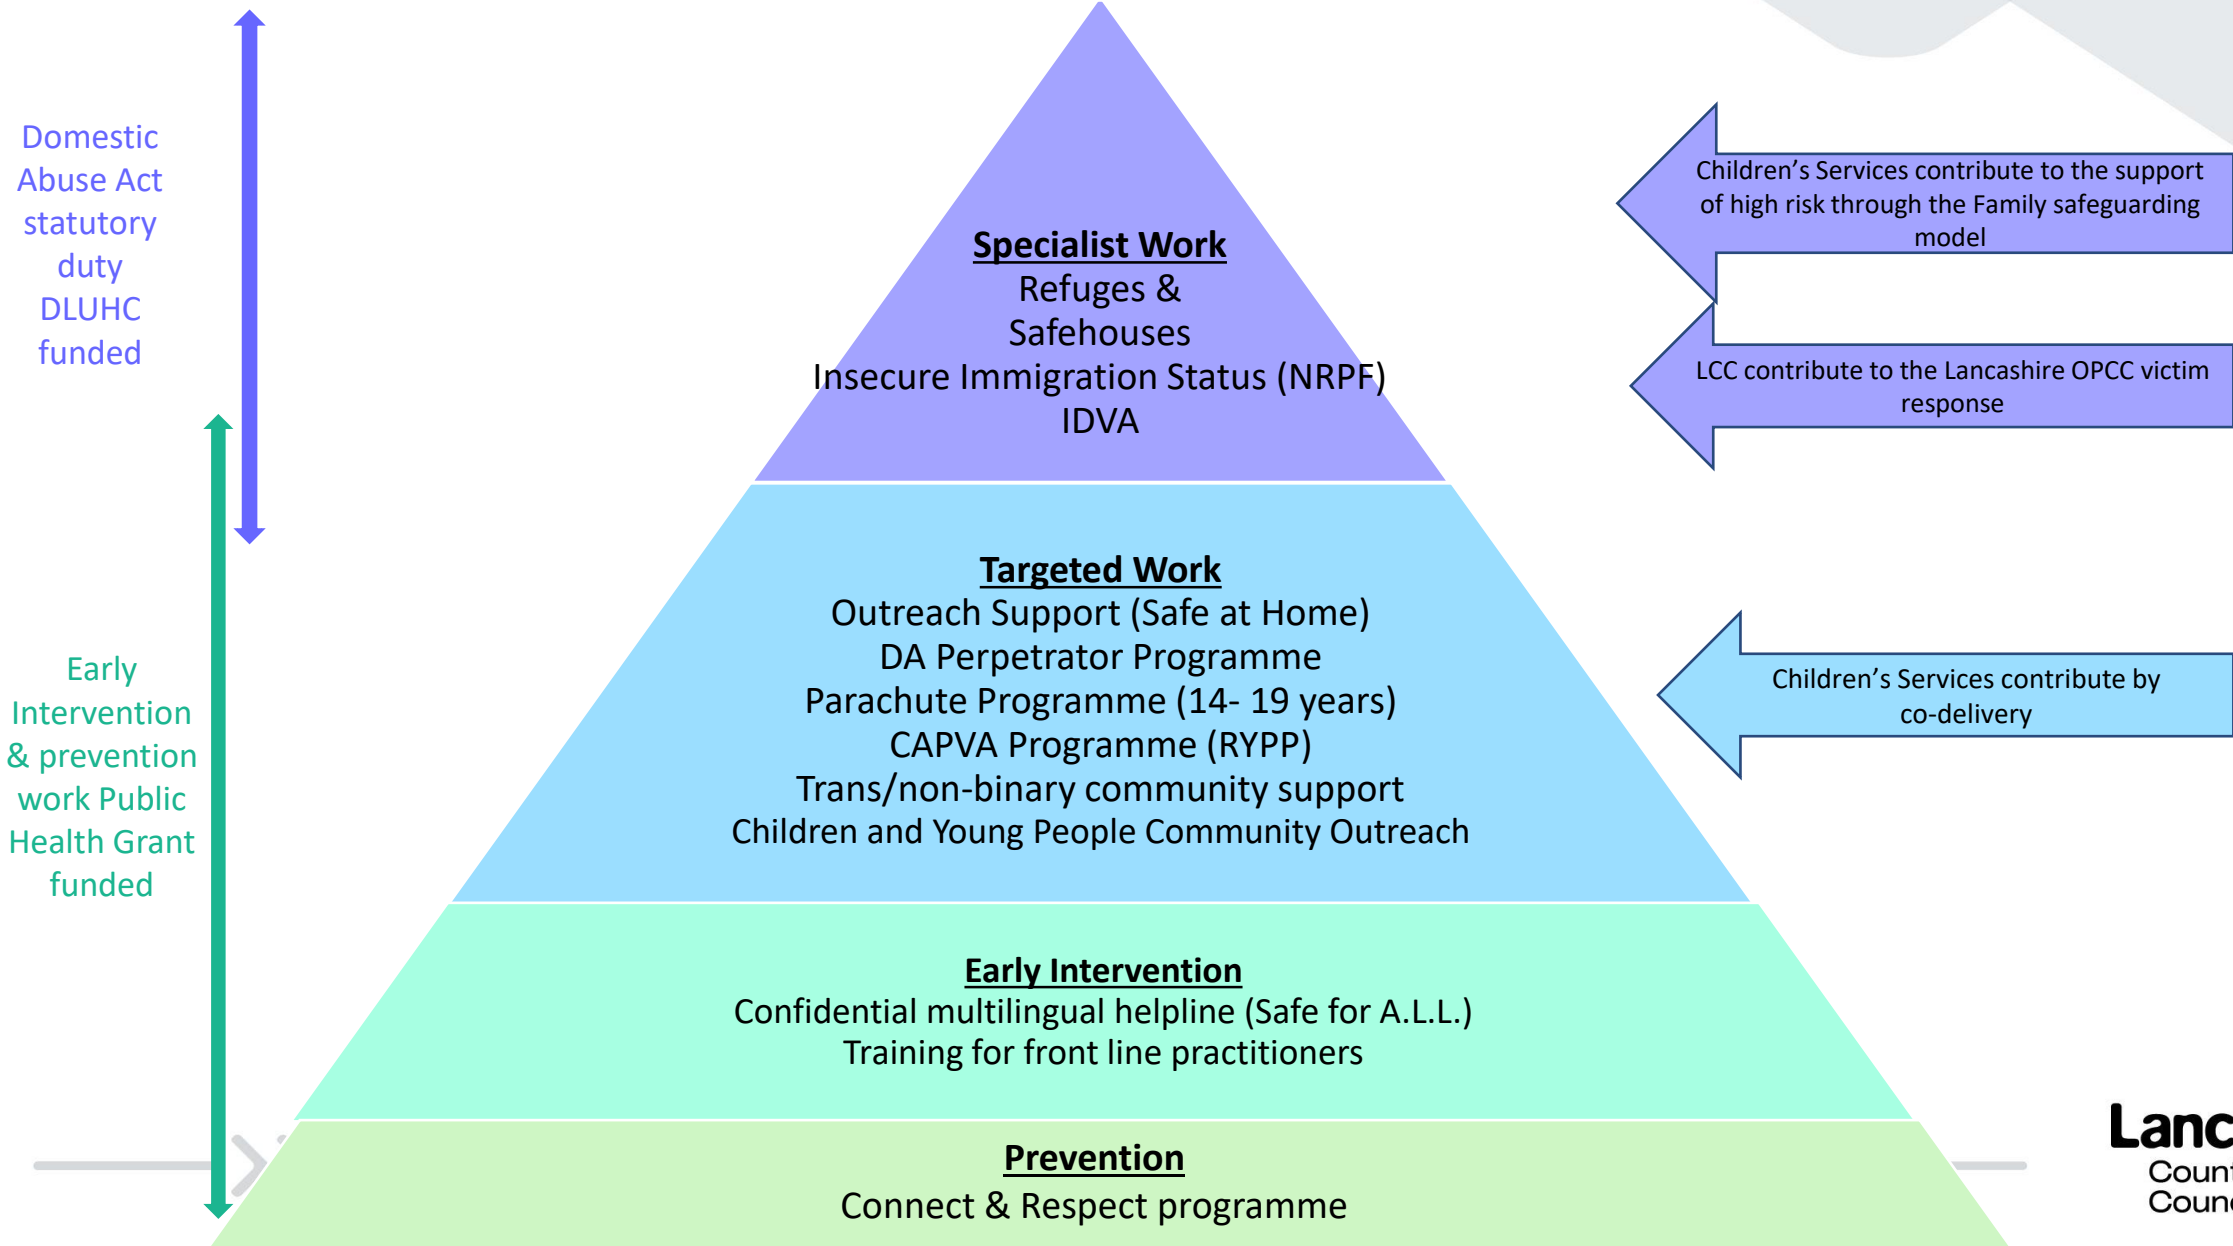 Domestic
Abuse Act
statutory
duty
DLUHC
funded
Early
Intervention
& prevention
work Public
Health Grant
funded
Specialist Work
Refuges &
Safehouses
Insecure Immigration Status (NRPF)
IDVA
Targeted Work
Outreach Support (Safe at Home)
DA Perpetrator Programme
Parachute Programme (14- 19 years)
CAPVA Programme (RYPP)
Trans/non-binary community support
Children and Young People Community Outreach
Early Intervention
Confidential multilingual helpline (Safe for A.L.L.)
Training for front line practitioners
Prevention
Connect & Respect programme
Children's Services contribute to the support
of high risk through the Family safeguarding
model
LCC contribute to the Lancashire OPCC victim
response
Children's Services contribute by
co-delivery